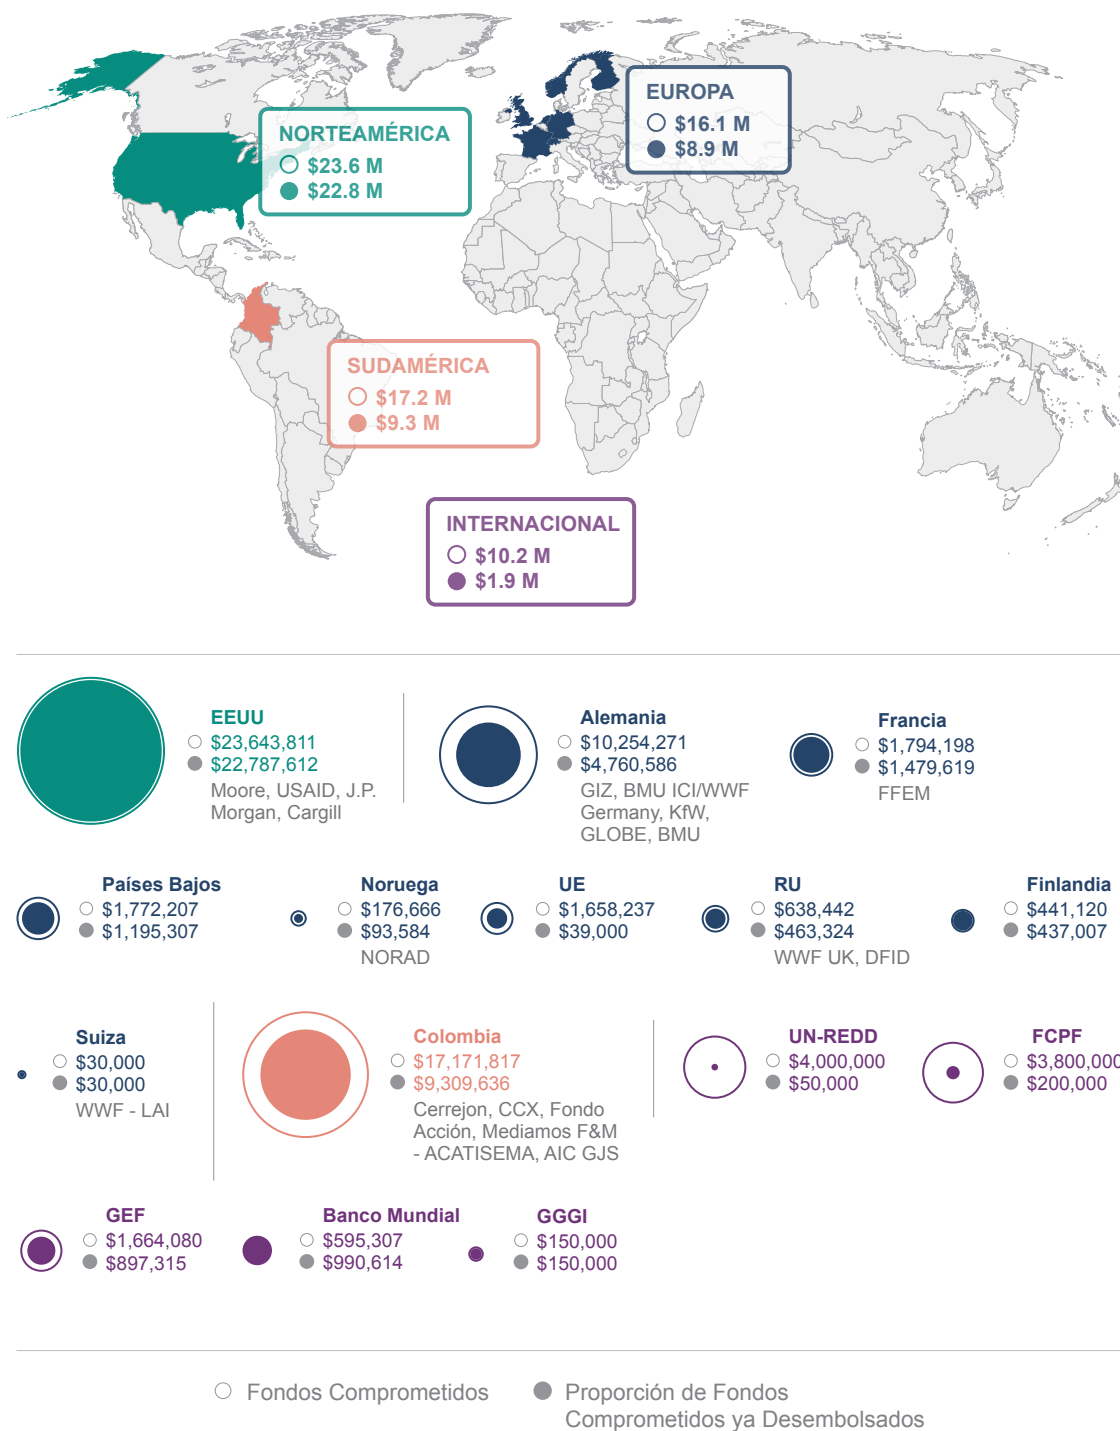 NORTEAMÉRICA
$23.6 M
$22.8 M
EUROPA
$16.1 M
$8.9 M
SUDAMÉRICA
$17.2 M
$9.3 M
INTERNACIONAL
$10.2 M
$1.9 M
EEUU
$23,643,811
$22,787,612
Moore, USAID, J.P.
Morgan, Cargill
Alemania
$10,254,271
$4,760,586
GIZ, BMU ICI/WWF
Germany, KfW,
GLOBE, BMU
Francia
$1,794,198
$1,479,619
FFEM
Países Bajos
$1,772,207
$1,195,307
Noruega
$176,666
$93,584
NORAD
UE
$1,658,237
$39,000
RU
$638,442
$463,324
WWF UK, DFID
Finlandia
$441,120
$437,007
Suiza
$30,000
$30,000
WWF - LAI
Colombia
$17,171,817
$9,309,636
Cerrejon, CCX, Fondo
Acción, Mediamos F&M
- ACATISEMA, AIC GJS
UN-REDD
$4,000,000
$50,000
FCPF
$3,800,000
$200,000
GEF
$1,664,080
$897,315
Banco Mundial
$595,307
$990,614
GGGI
$150,000
$150,000
Fondos Comprometidos
Proporción de Fondos
Comprometidos ya Desembolsados